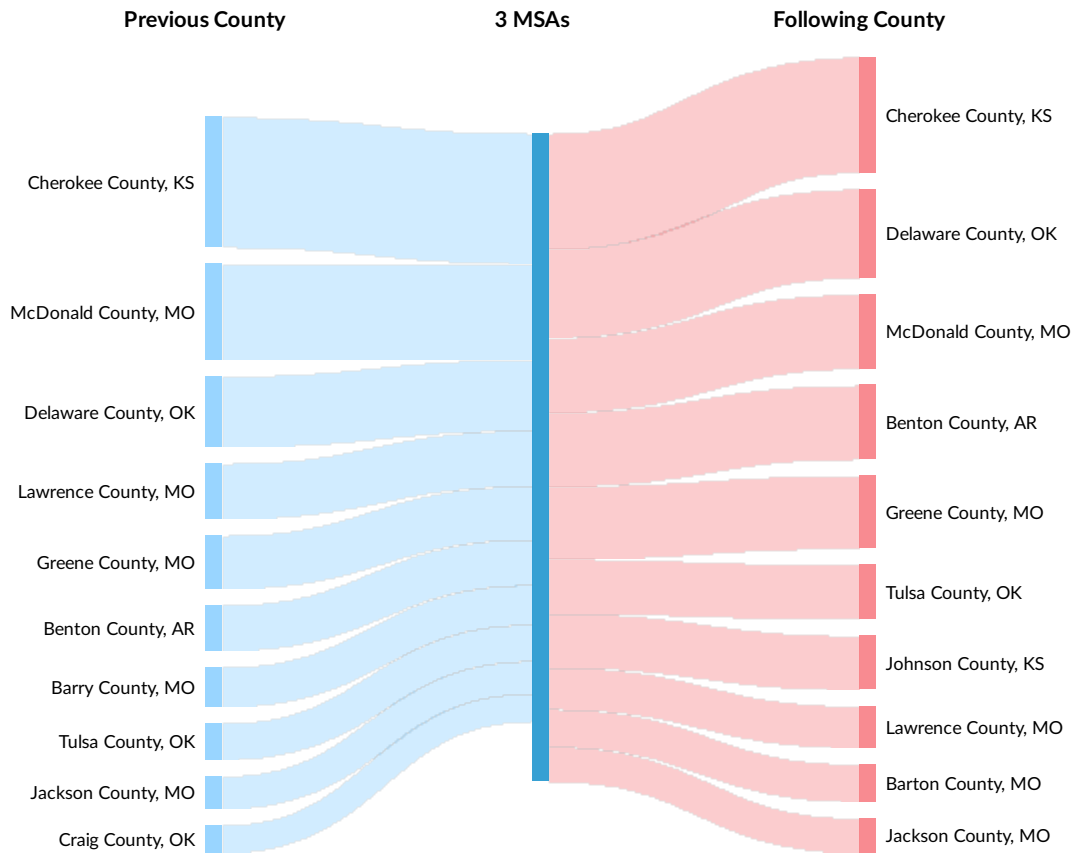 Previous County
3 MSAs
Following County
Cherokee County, KS
McDonald County, MO
Delaware County, OK
Lawrence County, MO
Greene County, MO
Benton County, AR
Barry County, MO
Tulsa County, OK
Jackson County, MO
Craig County, OK
Cherokee County, KS
Delaware County, OK
McDonald County, MO
Benton County, AR
Greene County, MO
Tulsa County, OK
Johnson County, KS
Lawrence County, MO
Barton County, MO
Jackson County, MO